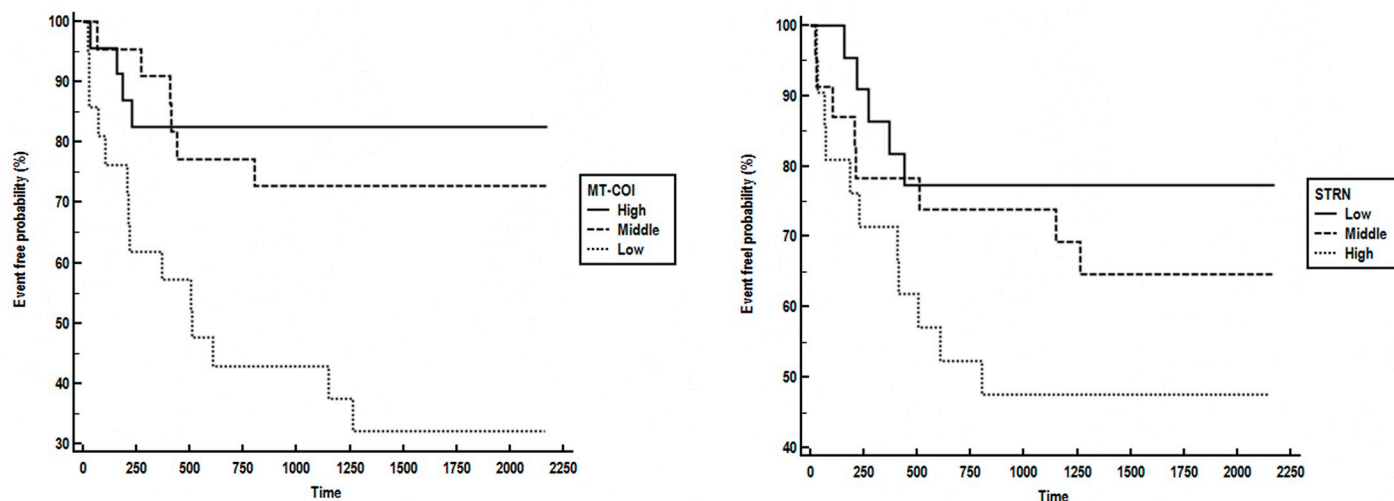 100
90
80
70
60
50
40
30
Event free probability (%)
0 250 500 750 1000 1250 1500 1750 2000 2250
Time
MT-COI
High
Middle
Low
100
90
80
70
60
50
40
Event freel probability (%)
0 250 500 750 1000 1250 1500 1750 2000 2250
Time
STRN
Low
Middle
High